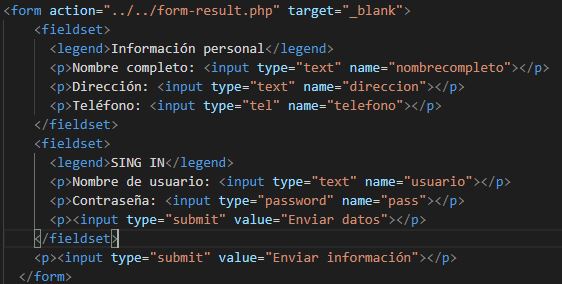 <form action="../../form-result.php" target="_blank">
<fieldset>
<legend>Información personal</legend>
<p>Nombre completo: <input type="text" name="nombrecompleto"></p>
<p>Dirección: <input type="text" name="direccion"></p>
<p>Teléfono: <input type="tel" name="telefono"></p>
</fieldset>
<fieldset>
<legend>SING IN</legend>
<p>Nombre de usuario: <input type="text" name="usuario"></p>
<p>Contraseña: <input type="password" name="pass"></p>
<p><input type="submit" value="Enviar datos"></p>
</fieldset>
<p><input type="submit" value="Enviar información"></p>
</form>